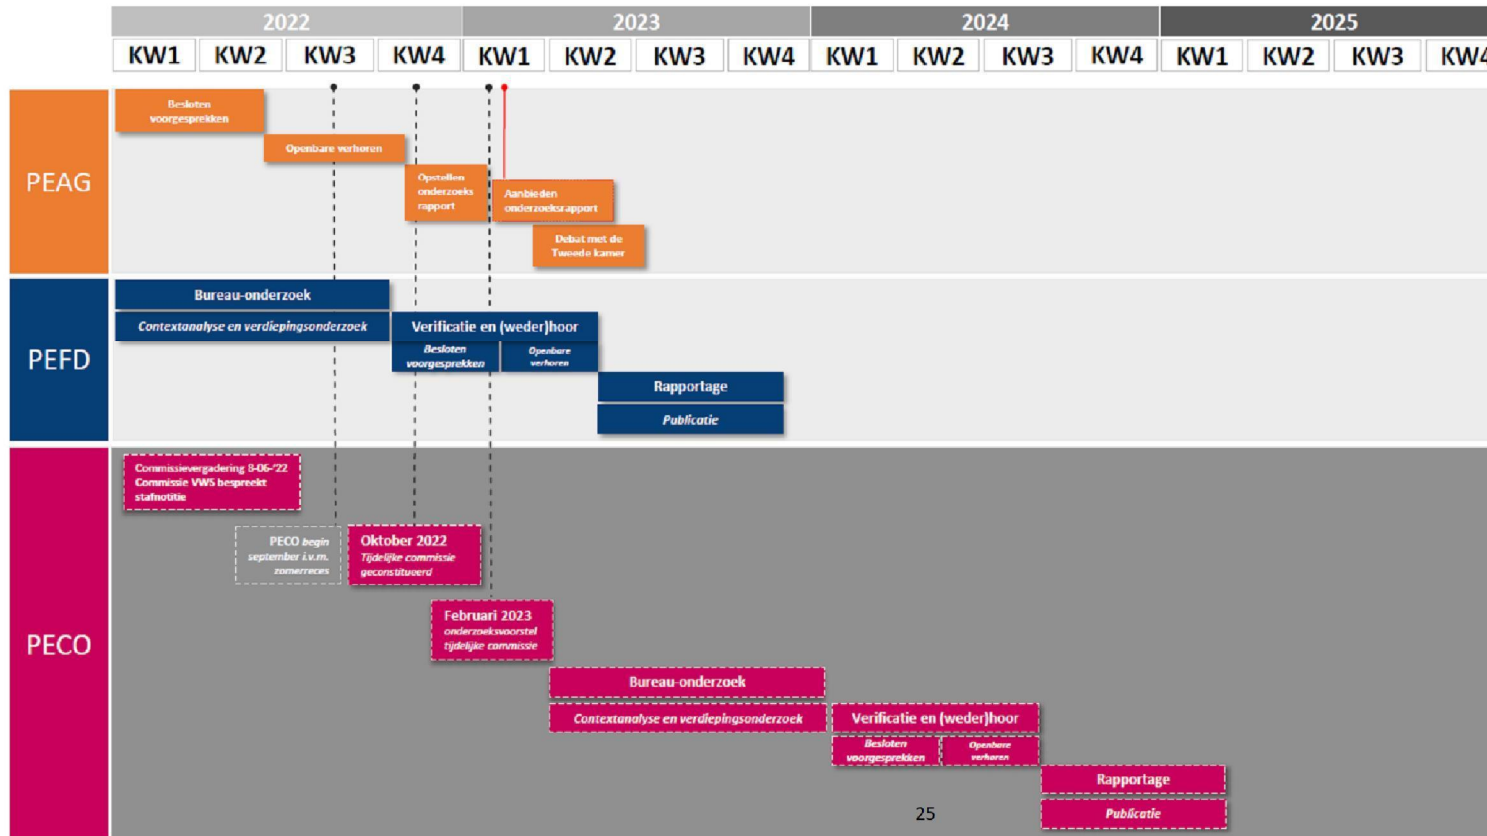 2022 2023 2024 2025
KW1 KW2 KW3 KW4 KW1 KW2 KW3 KW4 KW1 KW2 KW3 KW4 KW1 KW2 KW3 KW4
PEAG
Besloten
voorgesprekken
Openbare verhoren
Opstellen
onderzoeks
rapport
Aanbieden
onderzoeksrapport
Debat met de
Tweede kamer
PEFD
Bureau-onderzoek
Contextanalyse en verdiepingsonderzoek
Verificatie en (weder)hoor
Besloten
voorgesprekken
Openbare
verhoren
Rapportage
Publicatie
PECO
Commissievergadering 8-06-'22
Commissie VWS bespreekt
stafnotitie
PECO begin
september i.v.m.
zomerreces
Oktober 2022
Tijdelijke commissie
geconstitueerd
Februari 2023
onderzoeksvoorstel
tijdelijke commissie
Bureau-onderzoek
Contextanalyse en verdiepingsonderzoek
Verificatie en (weder)hoor
Besloten
voorgesprekken
Openbare
verhoren
Rapportage
Publicatie
25